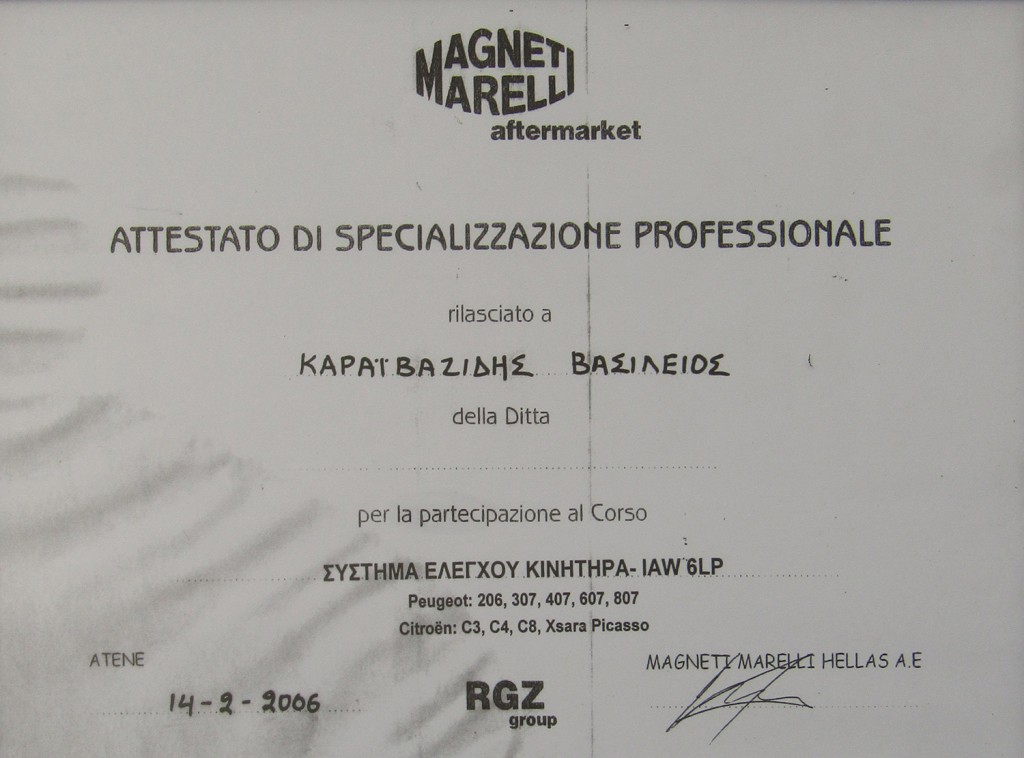 MAGNETI
MARELLI
aftermarket
ATTESTATO DI SPECIALIZZAZIONE PROFESSIONALE
rilasciato a
ΚΑΡΑΪΒΑΖΙΔΗΣ ΒΑΣΙΛΕΙΟΣ
della Ditta
per la partecipazione al Corso
ΣΥΣΤΗΜΑ ΕΛΕΓΧΟΥ ΚΙΝΗΤΗΡΑ- IAW 6LP
Peugeot: 206, 307, 407, 607, 807
Citroën: C3, C4, C8, Xsara Picasso
ATENE
MAGNETI MARELLI HELLAS A.E
14-2-2006
RGZ
group